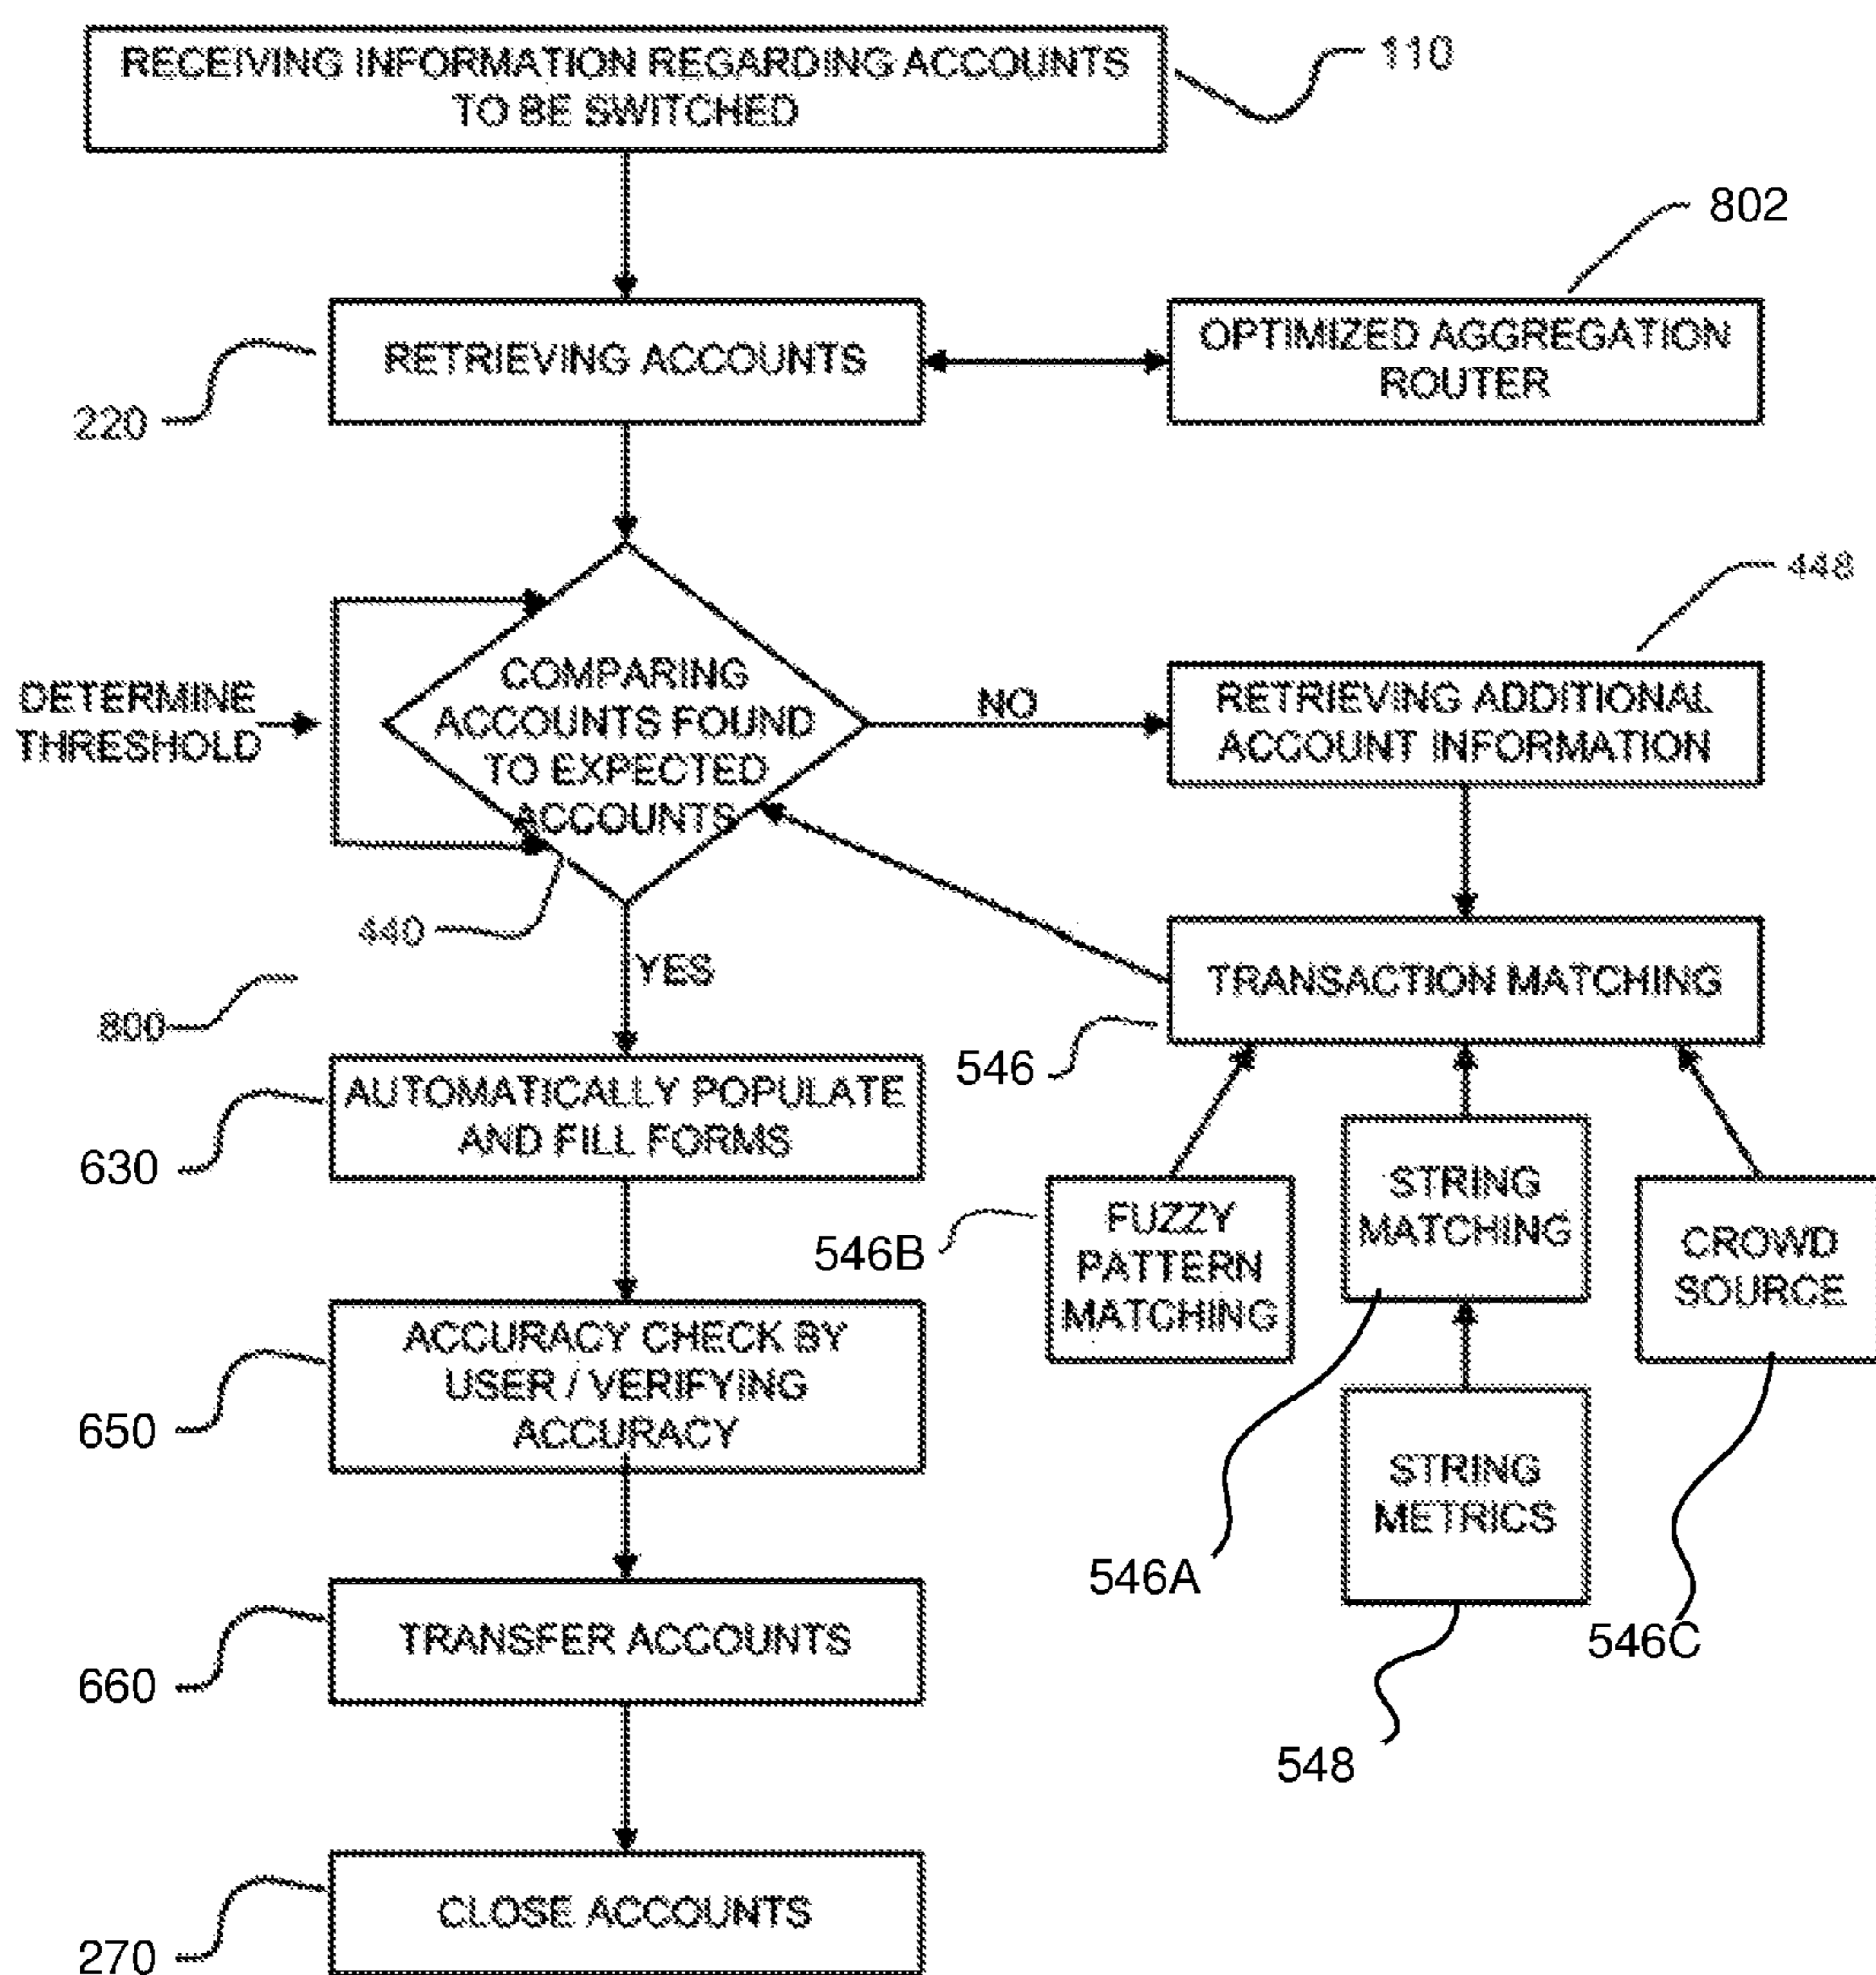 RECEIVING INFORMATION REGARDING ACCOUNTS
TO BE SWITCHED
110
802
RETRIEVING ACCOUNTS
OPTIMIZED AGGREGATION
ROUTER
220
448
COMPARING
ACCOUNTS FOUND
TO EXPECTED
ACCOUNTS
DETERMINE
THRESHOLD
NO
RETRIEVING ADDITIONAL
ACCOUNT INFORMATION
440
YES
800
TRANSACTION MATCHING
546
AUTOMATICALLY POPULATE
AND FILL FORMS
630
546B
FUZZY
PATTERN
MATCHING
STRING
MATCHING
CROWD
SOURCE
ACCURACY CHECK BY
USER / VERIFYING
ACCURACY
650
STRING
METRICS
546A
546C
TRANSFER ACCOUNTS
660
548
CLOSE ACCOUNTS
270